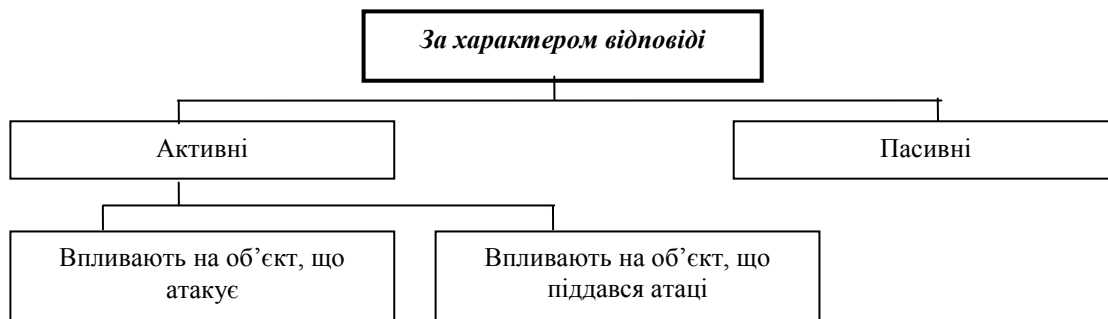 За характером відповіді
Активні
Пасивні
Впливають на об’єкт, що
атакує
Впливають на об’єкт, що
піддався атаці